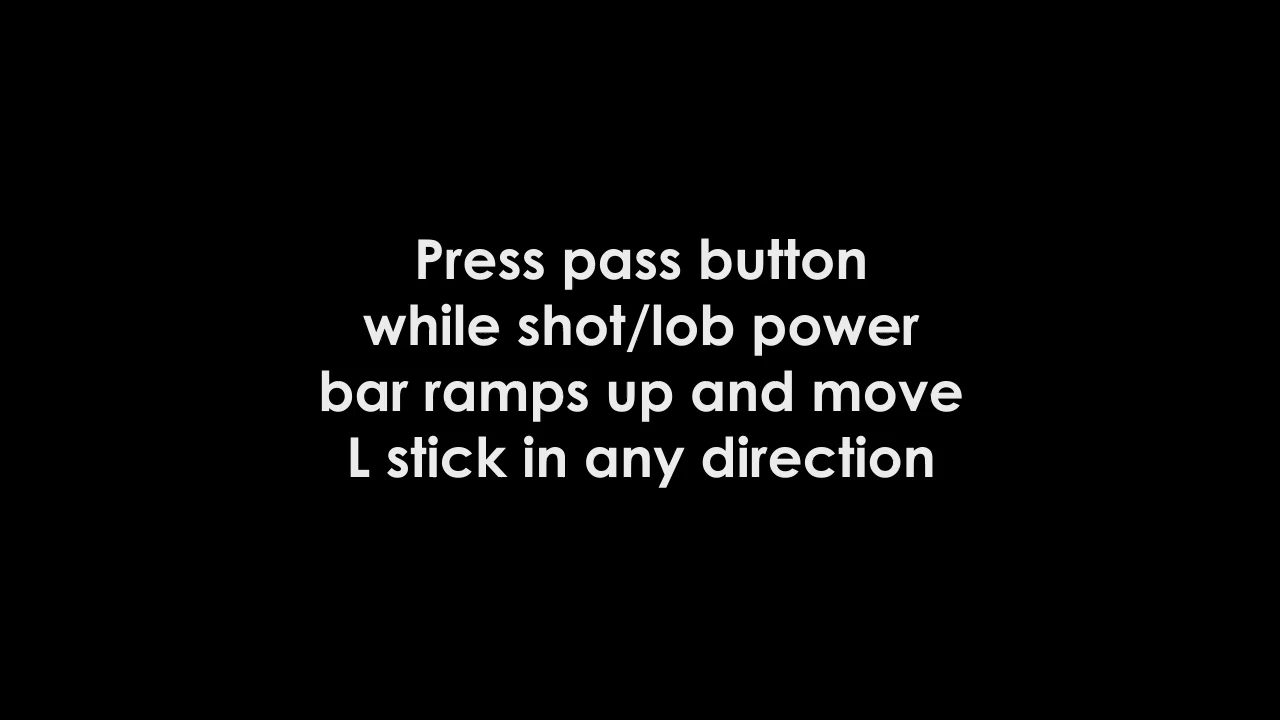 Press pass button
while shot/lob power
bar ramps up and move
L stick in any direction